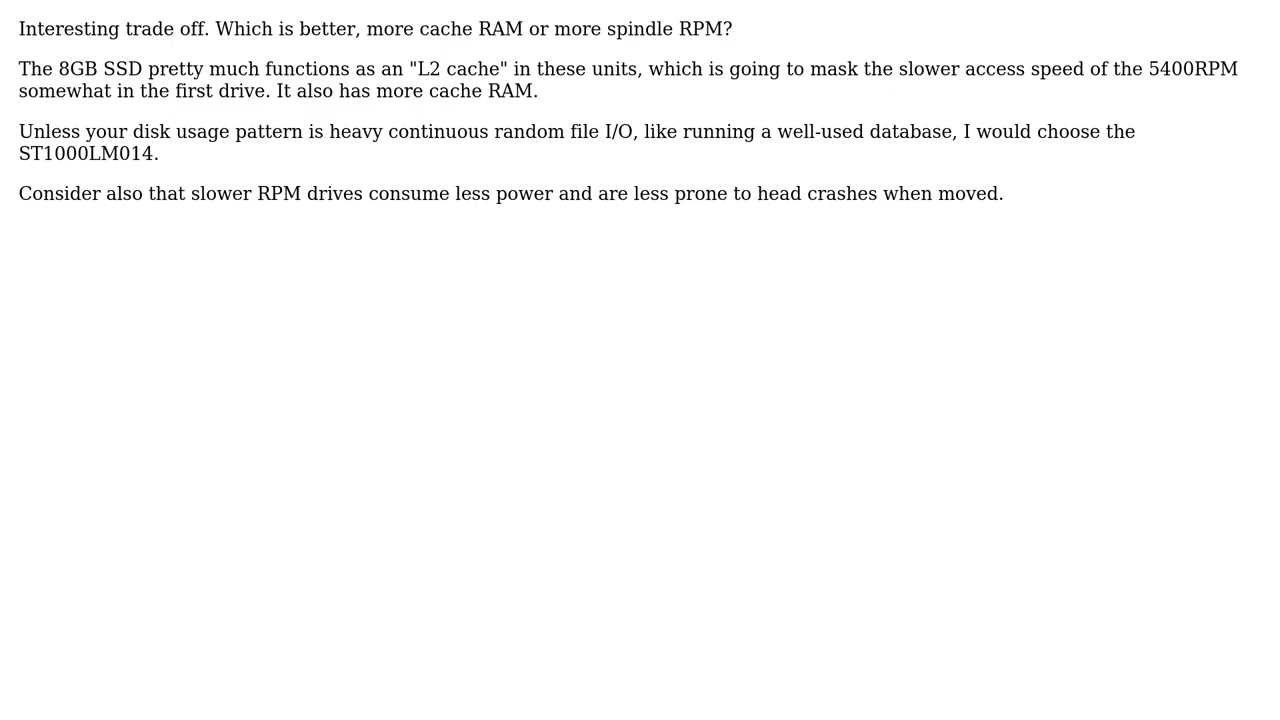 Interesting trade off. Which is better, more cache RAM or more spindle RPM?
The 8GB SSD pretty much functions as an "L2 cache" in these units, which is going to mask the slower access speed of the 5400RPM
somewhat in the first drive. It also has more cache RAM.
Unless your disk usage pattern is heavy continuous random file I/O, like running a well-used database, I would choose the
ST1000LM014.
Consider also that slower RPM drives consume less power and are less prone to head crashes when moved.